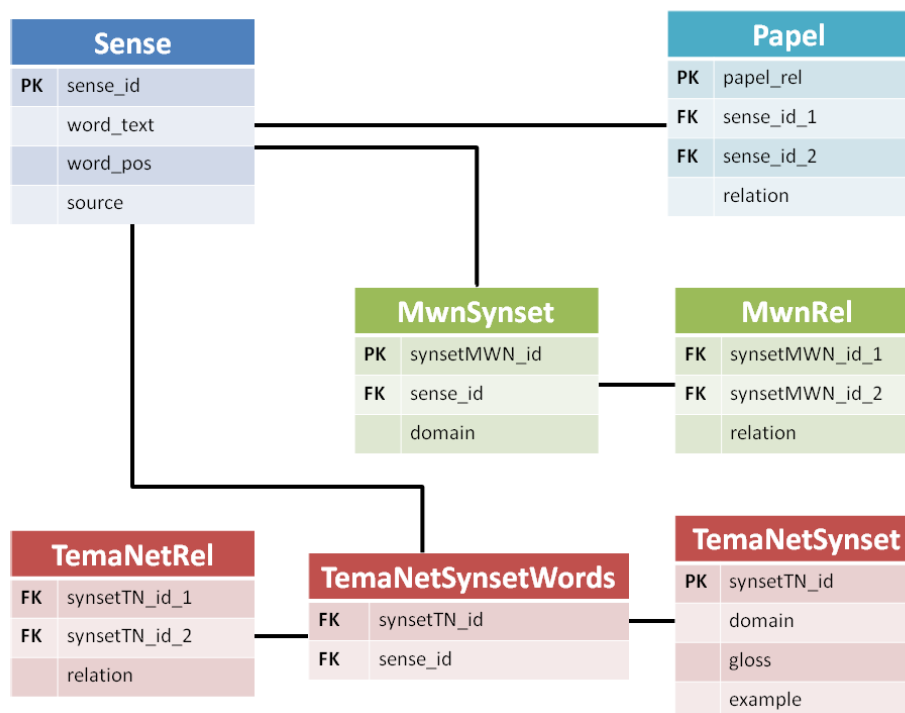 Sense
PK sense_id
word_text
word_pos
source
Papel
PK papel_rel
FK sense_id_1
FK sense_id_2
relation
MwnSynset
PK synsetMWN_id
FK sense_id
domain
MwnRel
FK synsetMWN_id_1
FK synsetMWN_id_2
relation
TemaNetRel
FK synsetTN_id_1
FK synsetTN_id_2
relation
TemaNetSynsetWords
FK synsetTN_id
FK sense_id
TemaNetSynset
PK synsetTN_id
domain
gloss
example